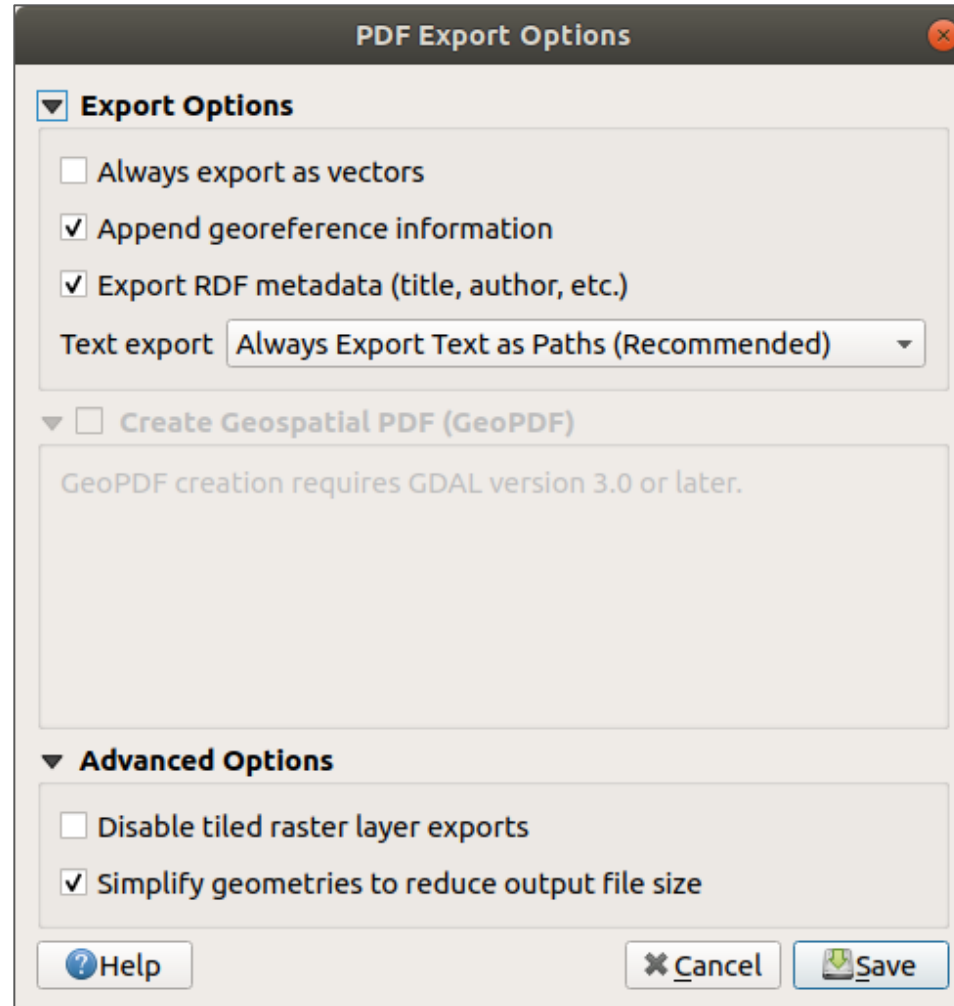 PDF Export Options
Export Options
Always export as vectors
Append georeference information
Export RDF metadata (title, author, etc.)
Text export Always Export Text as Paths (Recommended)
Create Geospatial PDF (GeoPDF)
GeoPDF creation requires GDAL version 3.0 or later.
Advanced Options
Disable tiled raster layer exports
Simplify geometries to reduce output file size
Help Cancel Save